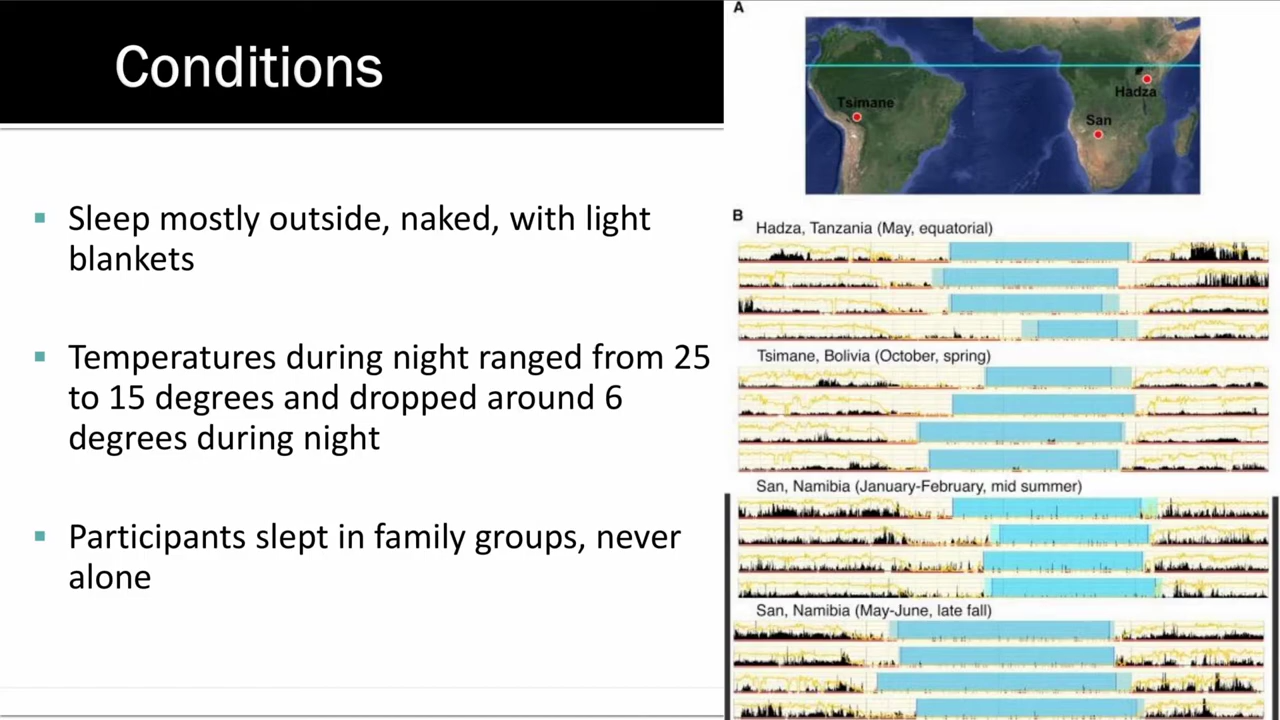 Conditions
▪ Sleep mostly outside, naked, with light
blankets
▪ Temperatures during night ranged from 25
to 15 degrees and dropped around 6
degrees during night
▪ Participants slept in family groups, never
alone
A
Tsimane
Hadza
San
B
Hadza, Tanzania (May, equatorial)
Tsimane, Bolivia (October, spring)
San, Namibia (January-February, mid summer)
San, Namibia (May-June, late fall)